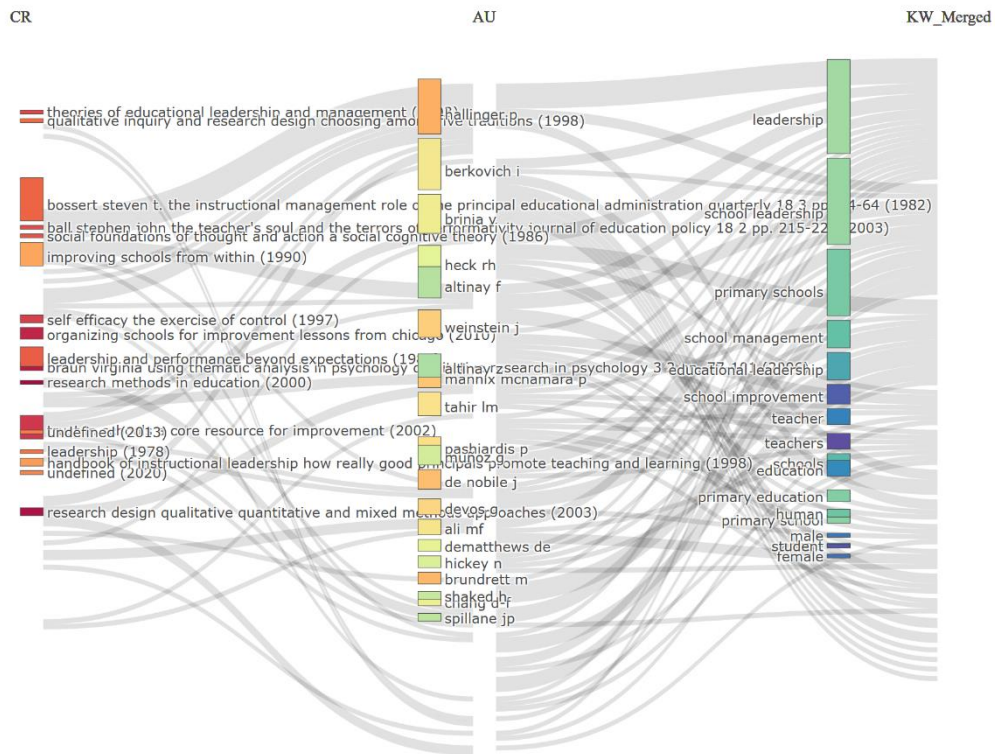 CR
AU
KW_Merged
theories of educational leadership and management
qualitative inquiry and research design choosing among five traditions (1998)
bossert steven t. the instructional management role of the principal educational administration quarterly 18 3 pp. 34-64 (1982)
ball stephen john the teacher's soul and the terrors of performativity journal of education policy 18 2 pp. 215-22 (2003)
social foundations of thought and action a social cognitive theory (1986)
improving schools from within (1990)
self efficacy the exercise of control (1997)
organizing schools for improvement lessons from chicago (2010)
leadership and performance beyond expectations
braun virginia using thematic analysis in psychology research in psychology 3
research methods in education (2000)
undefined (2013)
core resource for improvement (2002)
leadership (1978)
handbook of instructional leadership how really good principals promote teaching and learning (1998)
undefined (2020)
research design qualitative quantitative and mixed methods approaches (2003)
hallinger p
berkovich i
brinia v
heck rh
altinay f
weinstein j
altinay z
mannix mcnamara p
tahir lm
pashiardis p
munoz g
de nobile j
devos g
ali mf
dematthews de
hickey n
brundrett m
shaked h
chang d-f
spillane jp
leadership
school leadership
primary schools
school management
educational leadership
school improvement
teacher
teachers
schools
education
primary education
human
primary school
male
student
female